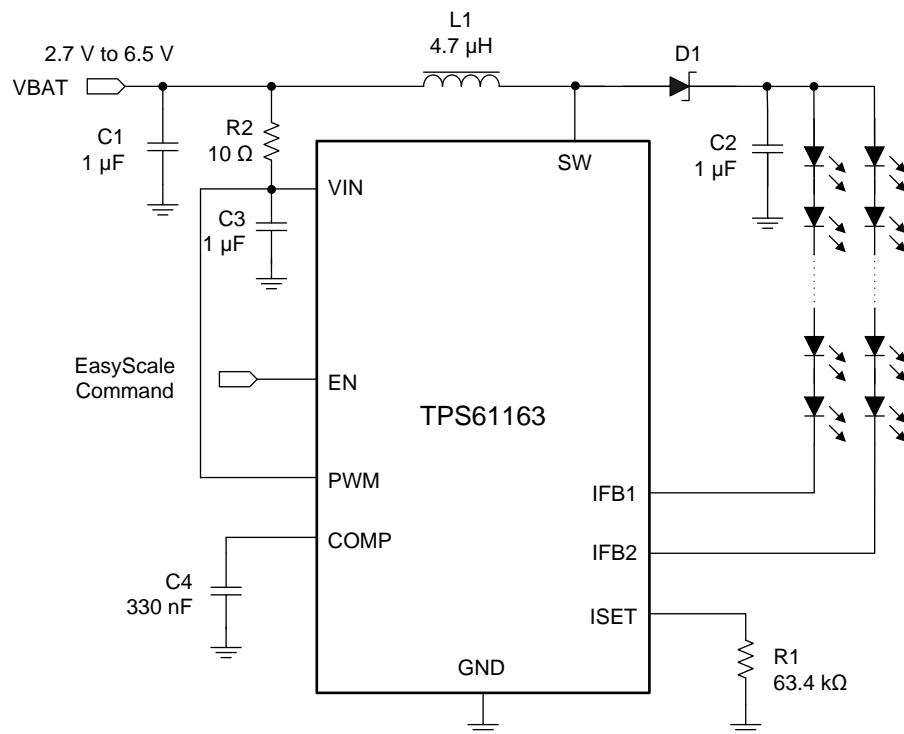 L1
4.7 µH
2.7 V to 6.5 V
VBAT
D1
C1
1 µF
R2
10 Ω
C2
1 µF
SW
VIN
C3
1 µF
EasyScale
Command
EN
TPS61163
PWM
IFB1
COMP
IFB2
C4
330 nF
ISET
R1
63.4 kΩ
GND